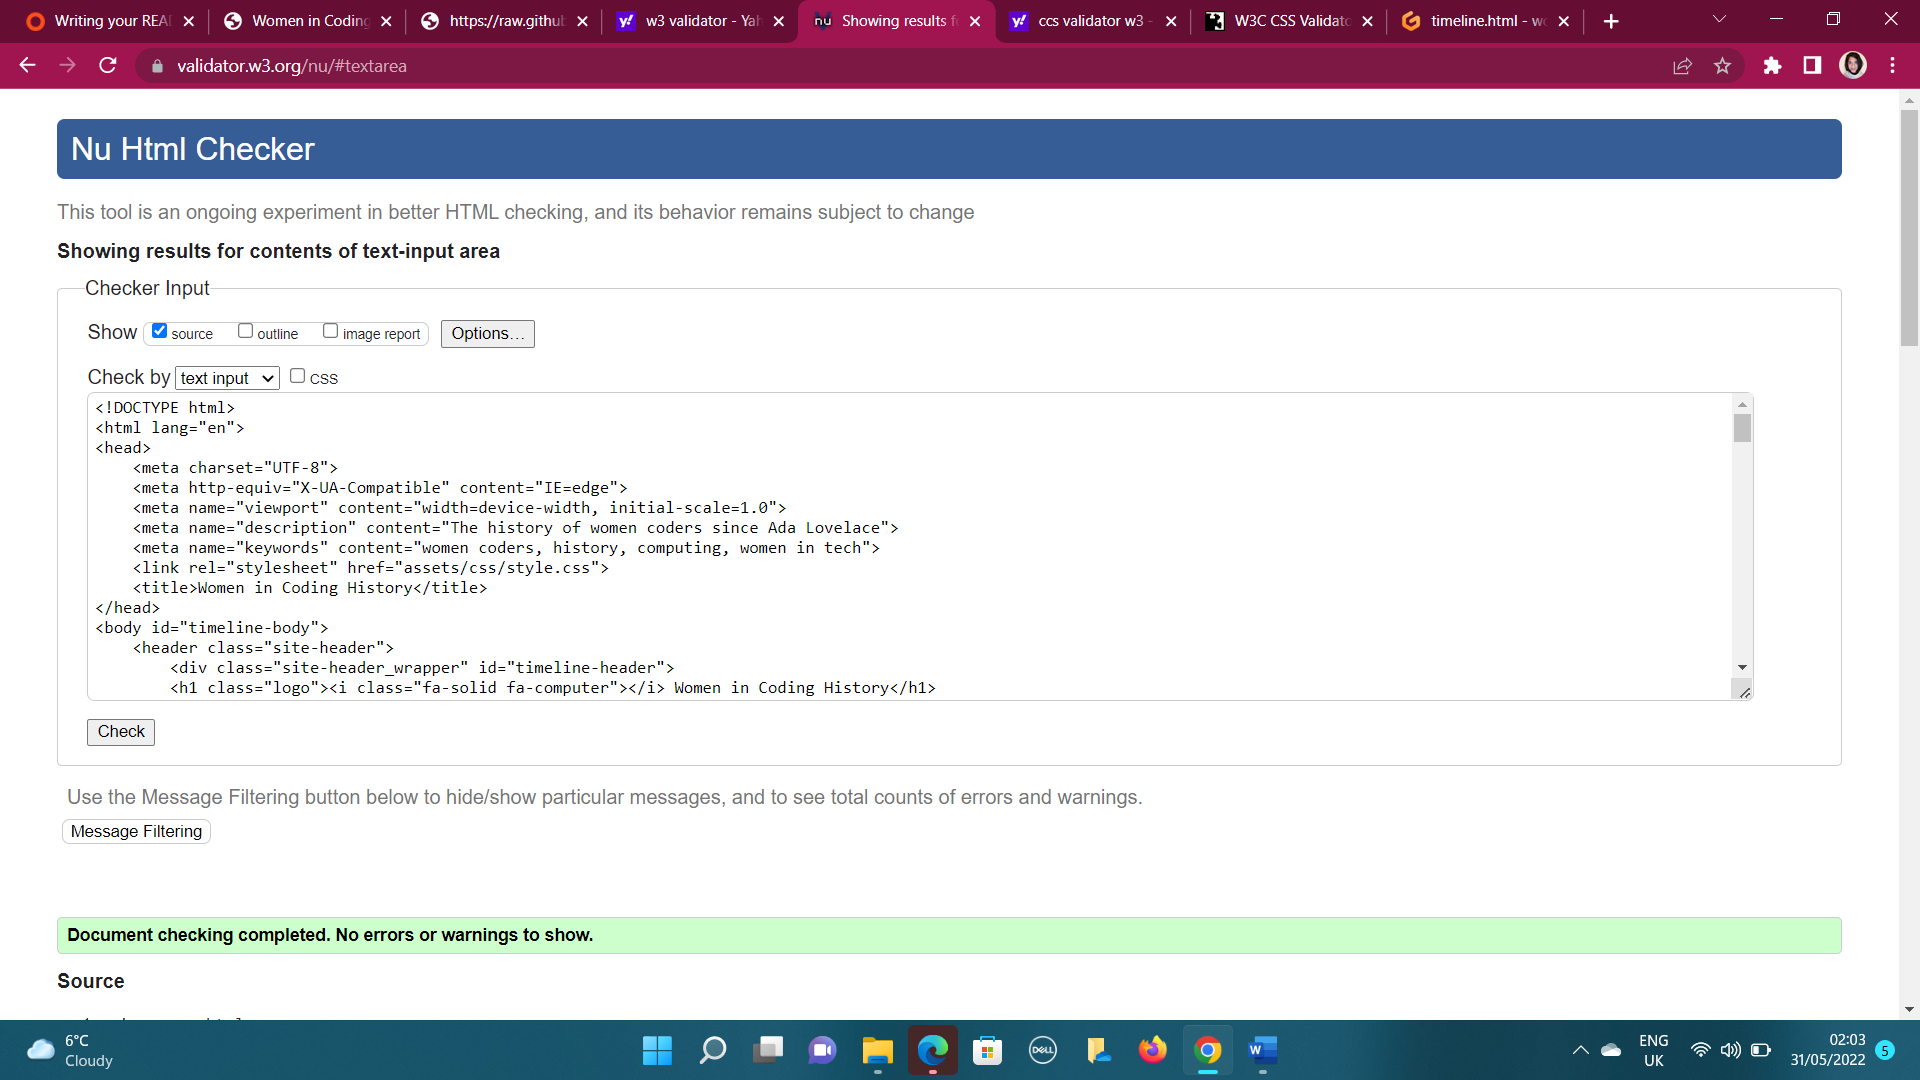 Writing your REA
Women in Coding
https://raw.githu
w3 validator - Ya
Showing results f
ccs validator w3 -
W3C CSS Validato
timeline.html - w
validator.w3.org/nu/#textarea
Nu Html Checker
This tool is an ongoing experiment in better HTML checking, and its behavior remains subject to change
Showing results for contents of text-input area
Checker Input
Show source outline image report Options…
Check by text input CSS
<!DOCTYPE html>
<html lang="en">
<head>
<meta charset="UTF-8">
<meta http-equiv="X-UA-Compatible" content="IE=edge">
<meta name="viewport" content="width=device-width, initial-scale=1.0">
<meta name="description" content="The history of women coders since Ada Lovelace">
<meta name="keywords" content="women coders, history, computing, women in tech">
<link rel="stylesheet" href="assets/css/style.css">
<title>Women in Coding History</title>
</head>
<body id="timeline-body">
<header class="site-header">
<div class="site-header_wrapper" id="timeline-header">
<h1 class="logo"><i class="fa-solid fa-computer"></i> Women in Coding History</h1>
Check
Use the Message Filtering button below to hide/show particular messages, and to see total counts of errors and warnings.
Message Filtering
Document checking completed. No errors or warnings to show.
Source
6°C
Cloudy
DELL
W
ENG
UK
02:03
31/05/2022
5